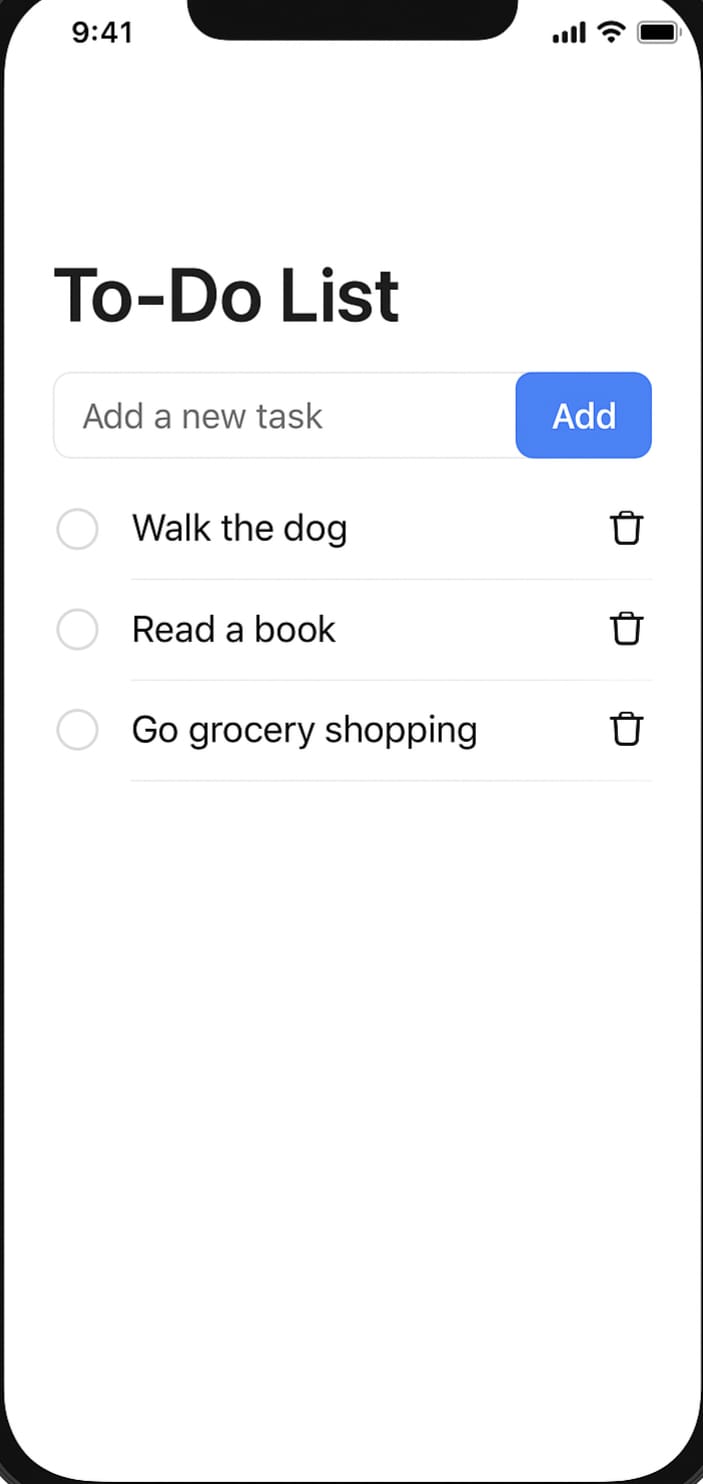 9:41
To-Do List
Add a new task Add
Walk the dog
Read a book
Go grocery shopping